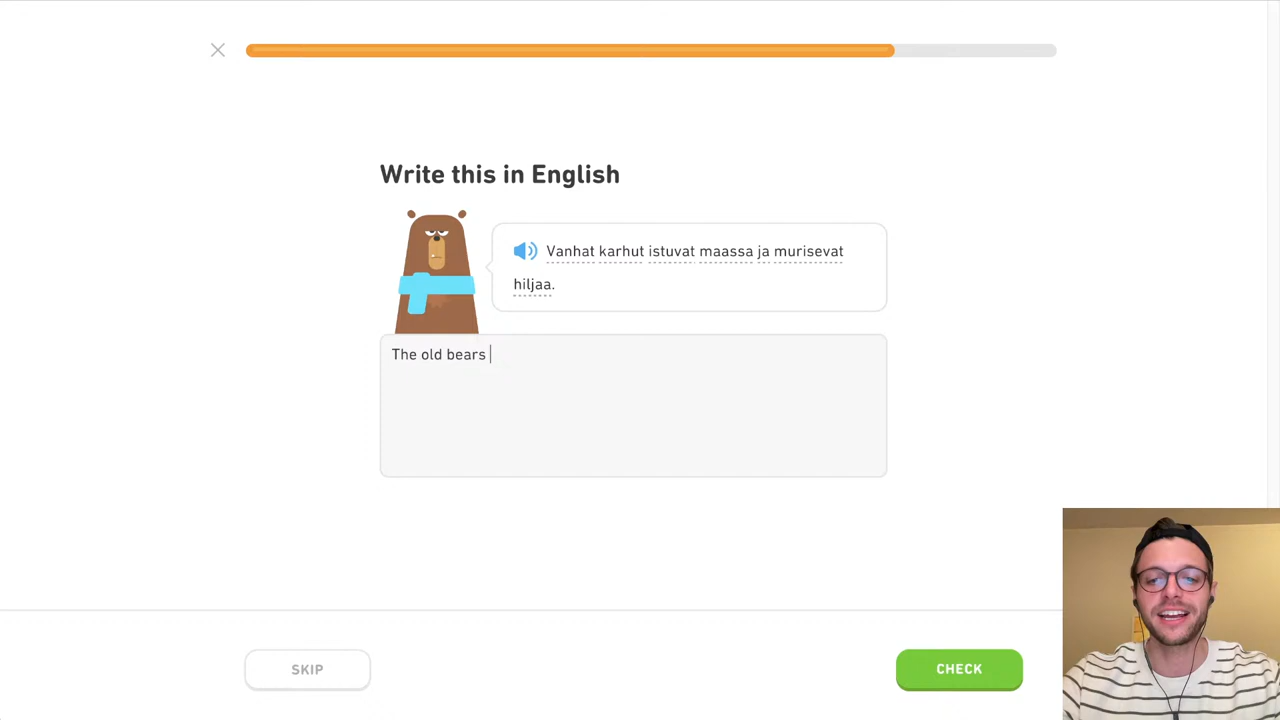 Write this in English
Vanhat karhut istuvat maassa ja murisevat
hiljaa.
The old bears
SKIP
CHECK